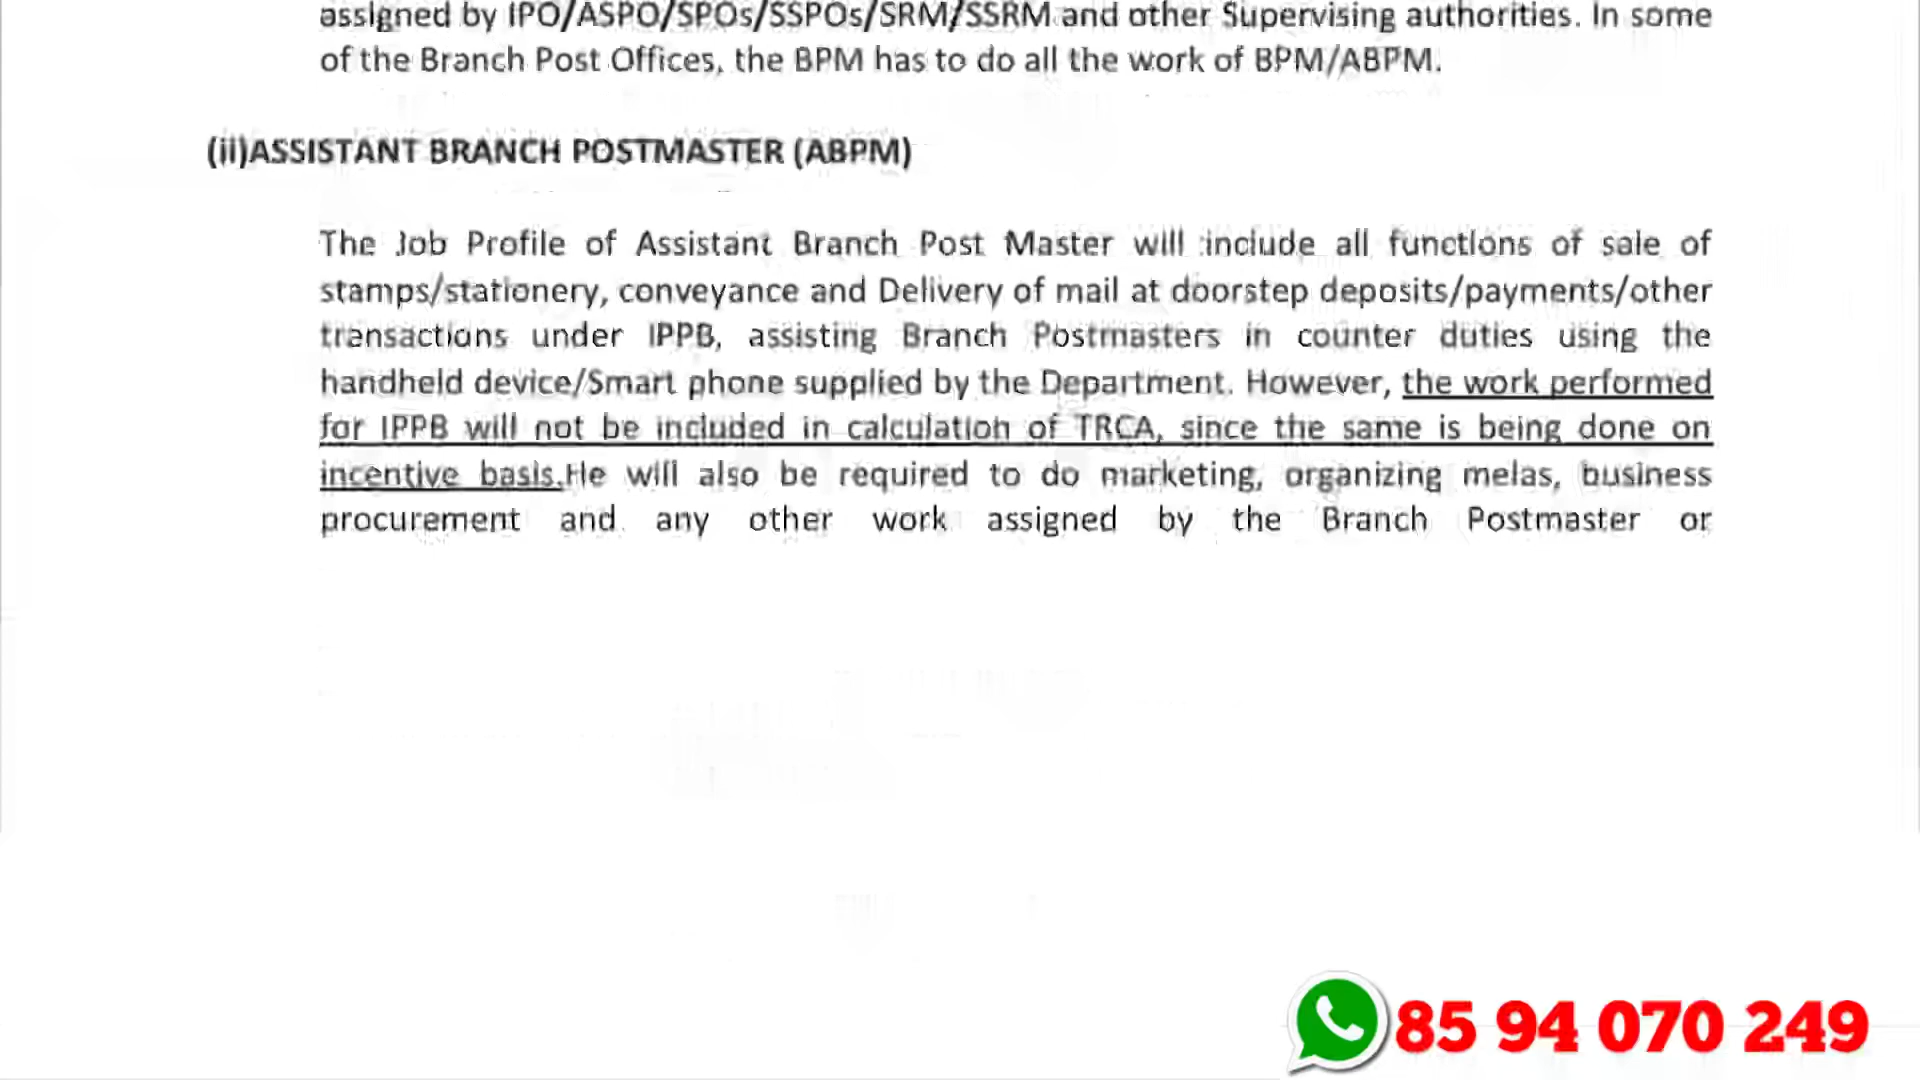 assigned by IPO/ASPO/SPOs/SSPOs/SRM/SSRM and other Supervising authorities. In some
of the Branch Post Offices, the BPM has to do all the work of BPM/ABPM.
(ii)ASSISTANT BRANCH POSTMASTER (ABPM)
The Job Profile of Assistant Branch Post Master will include all functions of sale of
stamps/stationery, conveyance and Delivery of mail at doorstep deposits/payments/other
transactions under IPPB, assisting Branch Postmasters in counter duties using the
handheld device/Smart phone supplied by the Department. However, the work performed
for IPPB will not be included in calculation of TRCA, since the same is being done on
incentive basis.He will also be required to do marketing, organizing melas, business
procurement and any other work assigned by the Branch Postmaster or
85 94 070 249